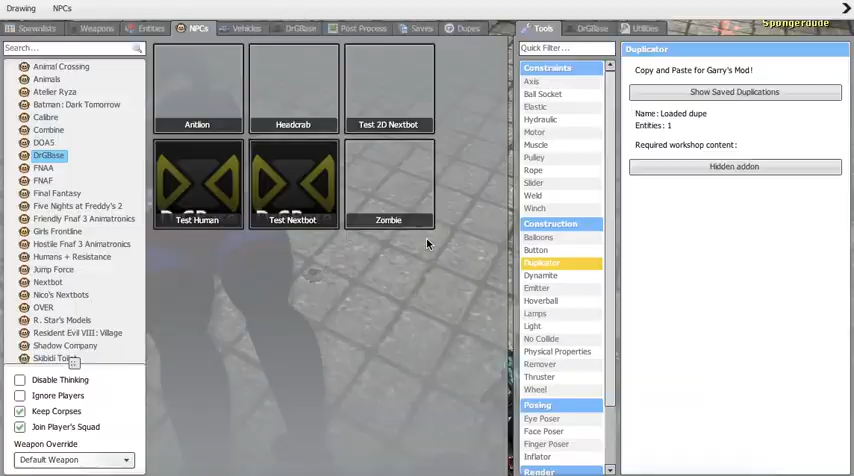 Drawing NPCs
Spongerdude
Spawnlists Weapons Entities NPCs Vehicles DrGBase Post Process Saves Dupes Tools DrGBase Utilities
Search...
Animal Crossing
Animals
Atelier Ryza
Batman: Dark Tomorrow
Calibre
Combine
DOA5
DrGBase
FNAA
FNAF
Final Fantasy
Five Nights at Freddy's 2
Friendly Fnaf 3 Animatronics
Girls Frontline
Hostile Fnaf 3 Animatronics
Humans + Resistance
Jump Force
Nextbot
Nico's Nextbots
OVER
R. Star's Models
Resident Evil VIII: Village
Shadow Company
Skibidi
Disable Thinking
Ignore Players
Keep Corpses
Join Player's Squad
Weapon Override
Default Weapon
Antlion Headcrab Test 2D Nextbot
Test Human Test Nextbot Zombie
Quick Filter...
Constraints
Axis
Ball Socket
Elastic
Hydraulic
Motor
Muscle
Pulley
Rope
Slider
Weld
Winch
Construction
Balloons
Button
Duplicator
Dynamite
Emitter
Hoverball
Lamps
Light
No Collide
Physical Properties
Remover
Thruster
Wheel
Posing
Eye Poser
Face Poser
Finger Poser
Inflator
Render
Duplicator
Copy and Paste for Garry's Mod!
Show Saved Duplications
Name: Loaded dupe
Entities: 1
Required workshop content:
Hidden addon